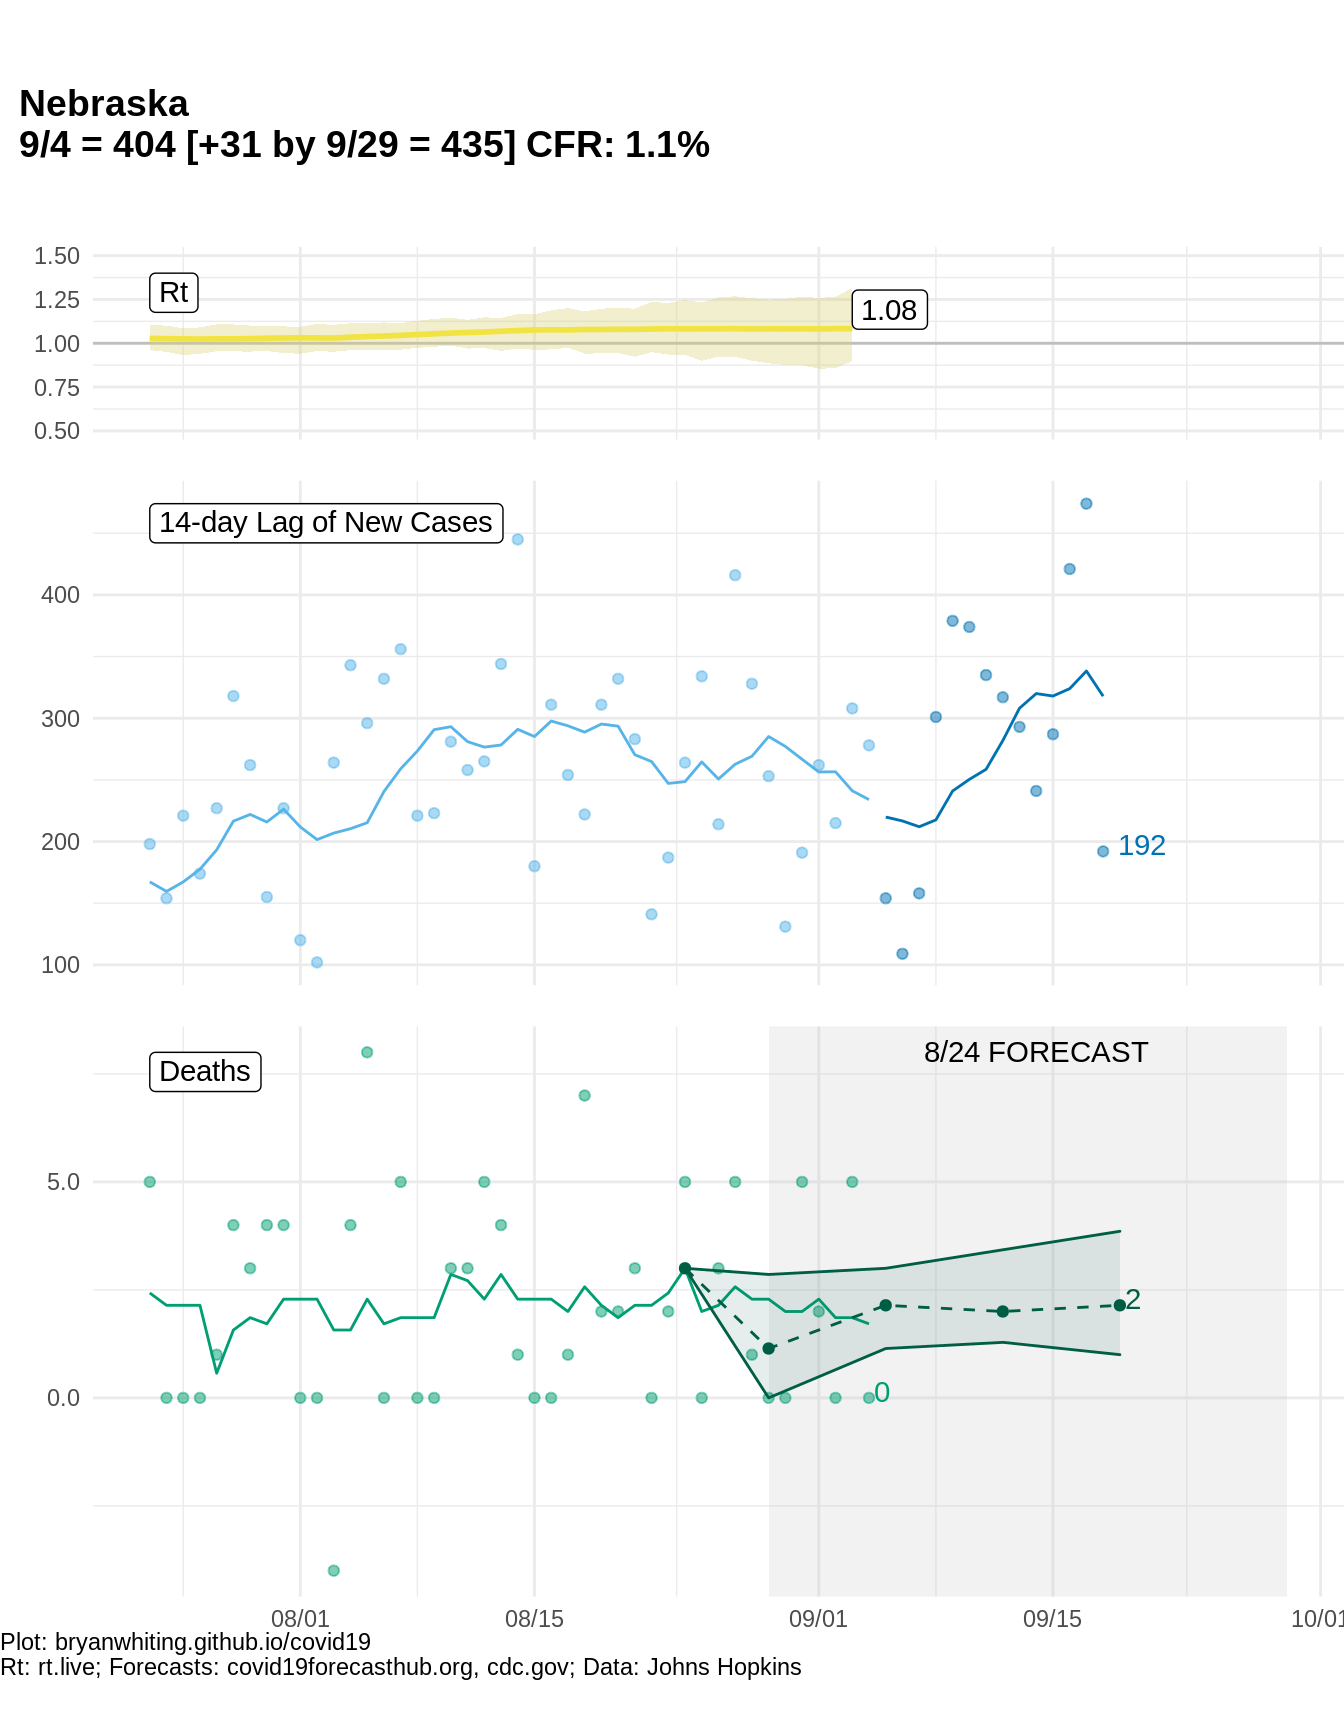 Nebraska
9/4 = 404 [+31 by 9/29 = 435] CFR: 1.1%
1.50
Rt
1.25
1.08
1.00
0.75
0.50
14-day Lag of New Cases
400
300
200
192
100
8/24 FORECAST
Deaths
5.0
2
0.0
0
08/01
08/15
09/01
09/15
10/01
Plot: bryanwhiting.github.io/covid19
Rt: rt.live; Forecasts: covid19forecasthub.org, cdc.gov; Data: Johns Hopkins